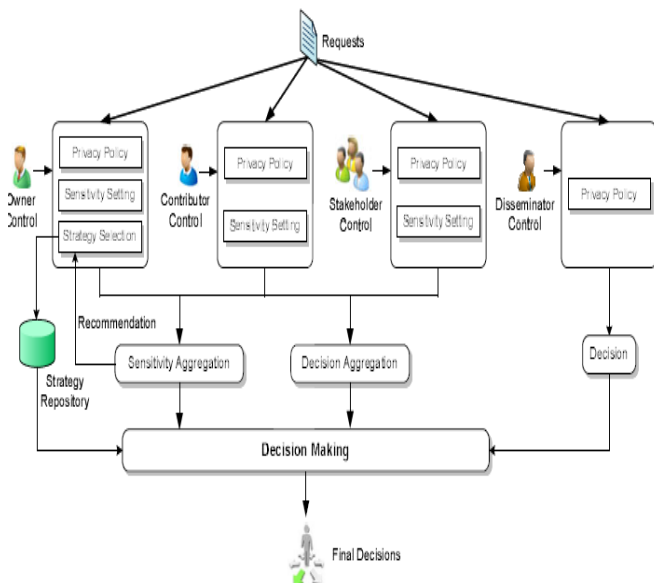 Requests
Privacy Policy
Sensitivity Setting
Strategy Selection
Owner
Control
Privacy Policy
Sensitivity Setting
Contributor
Control
Privacy Policy
Sensitivity Setting
Stakeholder
Control
Privacy Policy
Disseminator
Control
Recommendation
Strategy
Repository
Sensitivity Aggregation
Decision Aggregation
Decision
Decision Making
Final Decisions